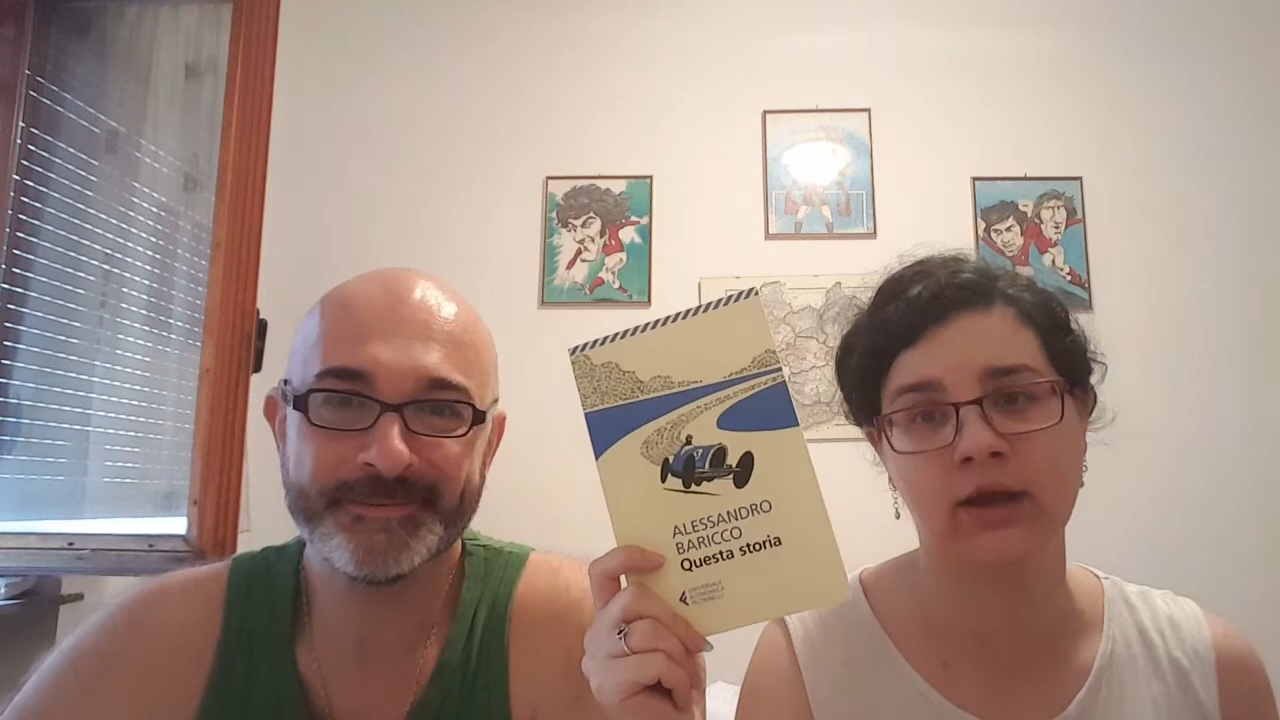 ALESSANDRO
BARICCO
Questa storia
UNIVERSALE
ECONOMICA
FELTRINELLI